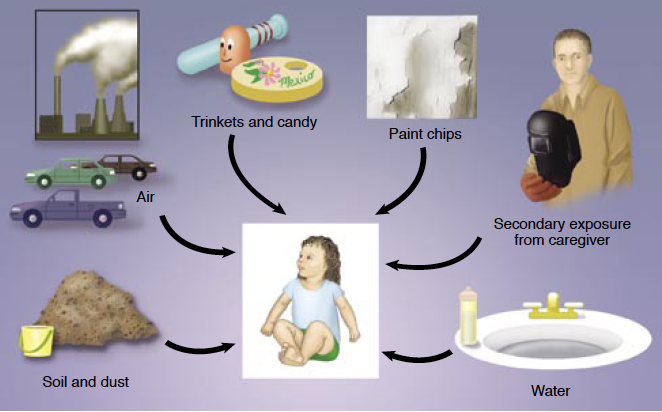 Mexico
Trinkets and candy
Paint chips
Air
Secondary exposure
from caregiver
Soil and dust
Water